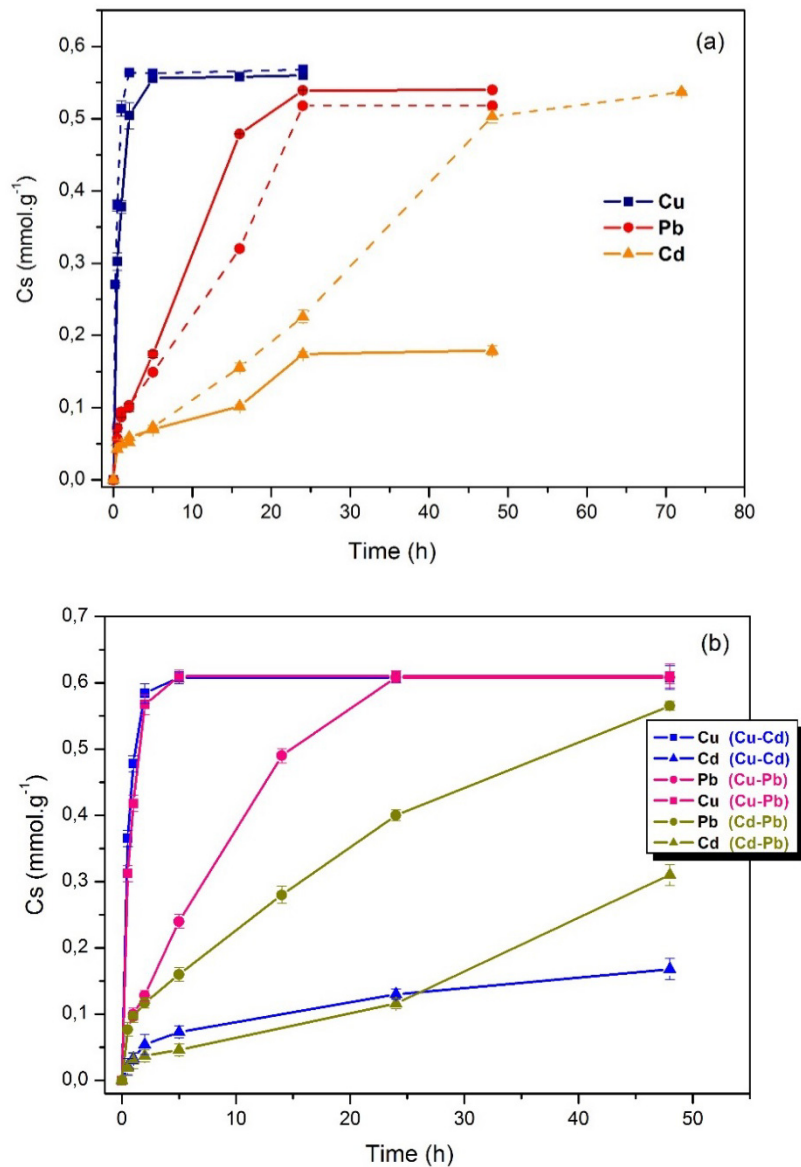 (a)
0,6
0,5
0,4
0,3
0,2
0,1
0,0
Cs (mmol.g⁻¹)
Cu
Pb
Cd
0 10 20 30 40 50 60 70 80
Time (h)
(b)
0,7
0,6
0,5
0,4
0,3
0,2
0,1
0,0
Cs (mmol.g⁻¹)
Cu (Cu-Cd)
Cd (Cu-Cd)
Pb (Cu-Pb)
Cu (Cu-Pb)
Pb (Cd-Pb)
Cd (Cd-Pb)
0 10 20 30 40 50
Time (h)